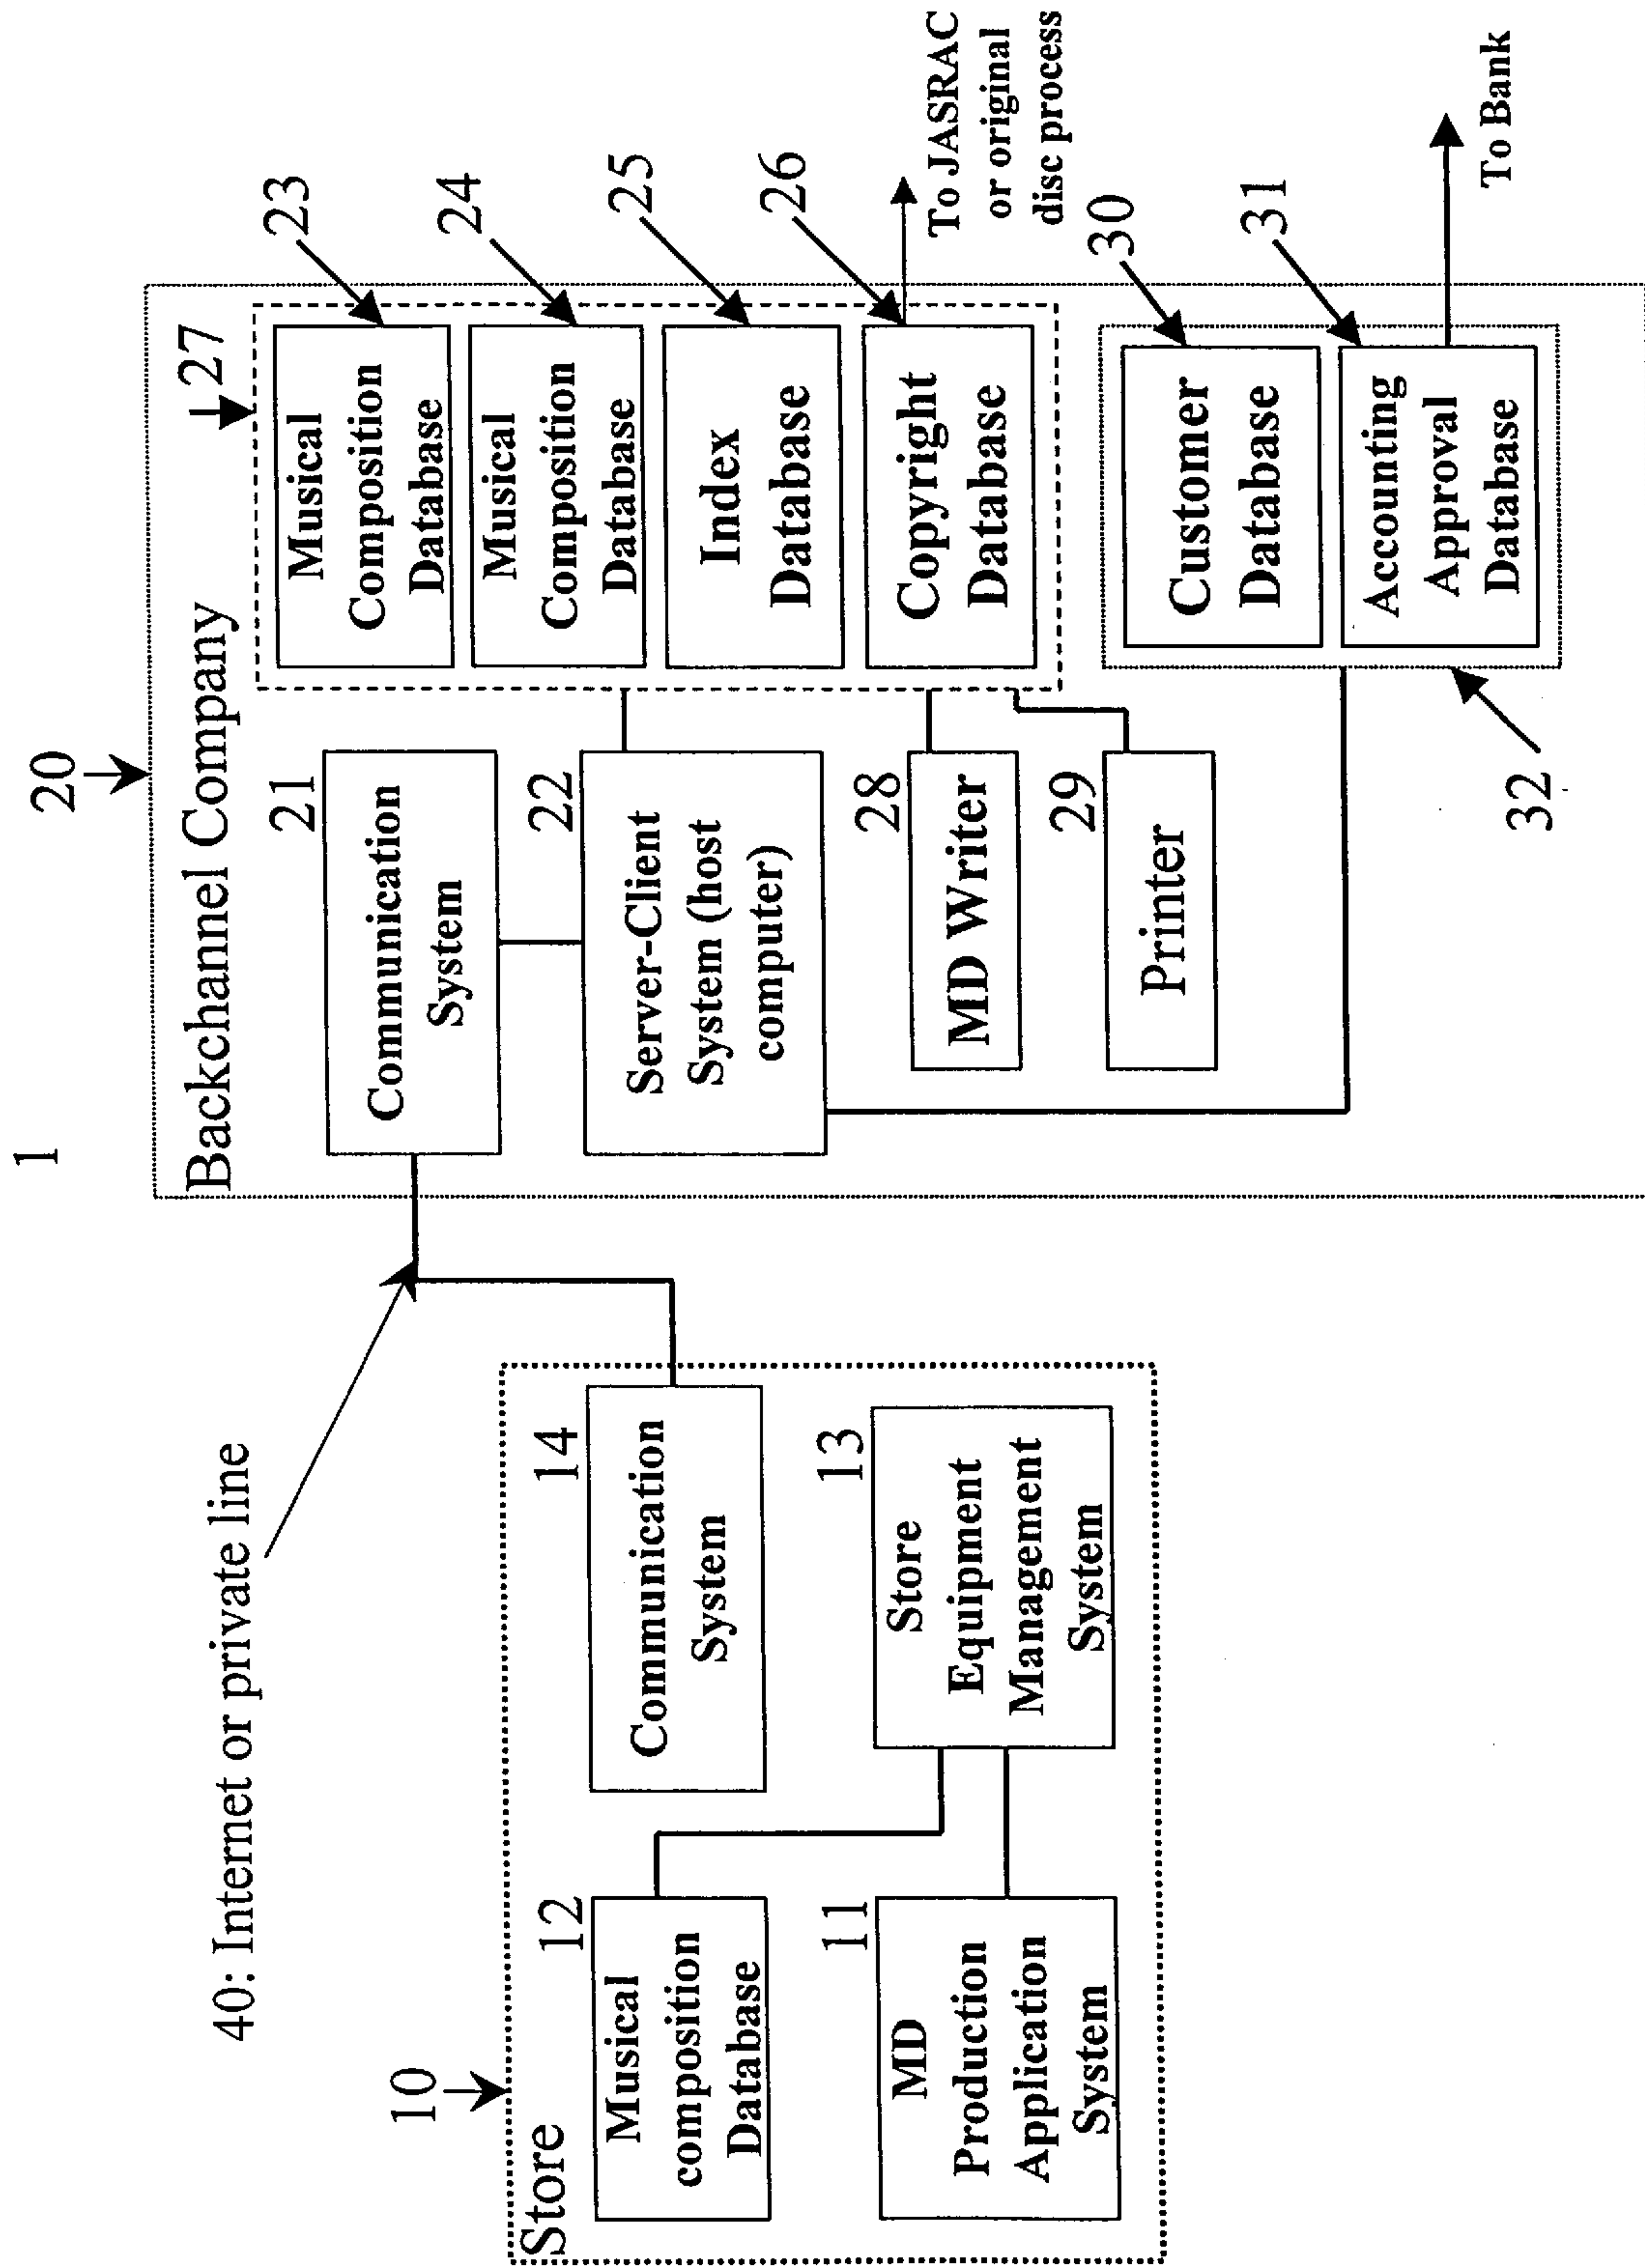 1
20
Backchannel Company
27
21
Communication
System
Musical
Composition
Database
23
22
Server-Client
System (host
computer)
Musical
Composition
Database
24
Index
Database
25
28
MD Writer
Copyright
Database
26
To JASRAC
or original
disc process
29
Printer
Customer
Database
30
Accounting
Approval
Database
31
To Bank
32
40: Internet or private line
10
Store
12
Musical
composition
Database
14
Communication
System
11
MD
Production
Application
System
13
Store
Equipment
Management
System